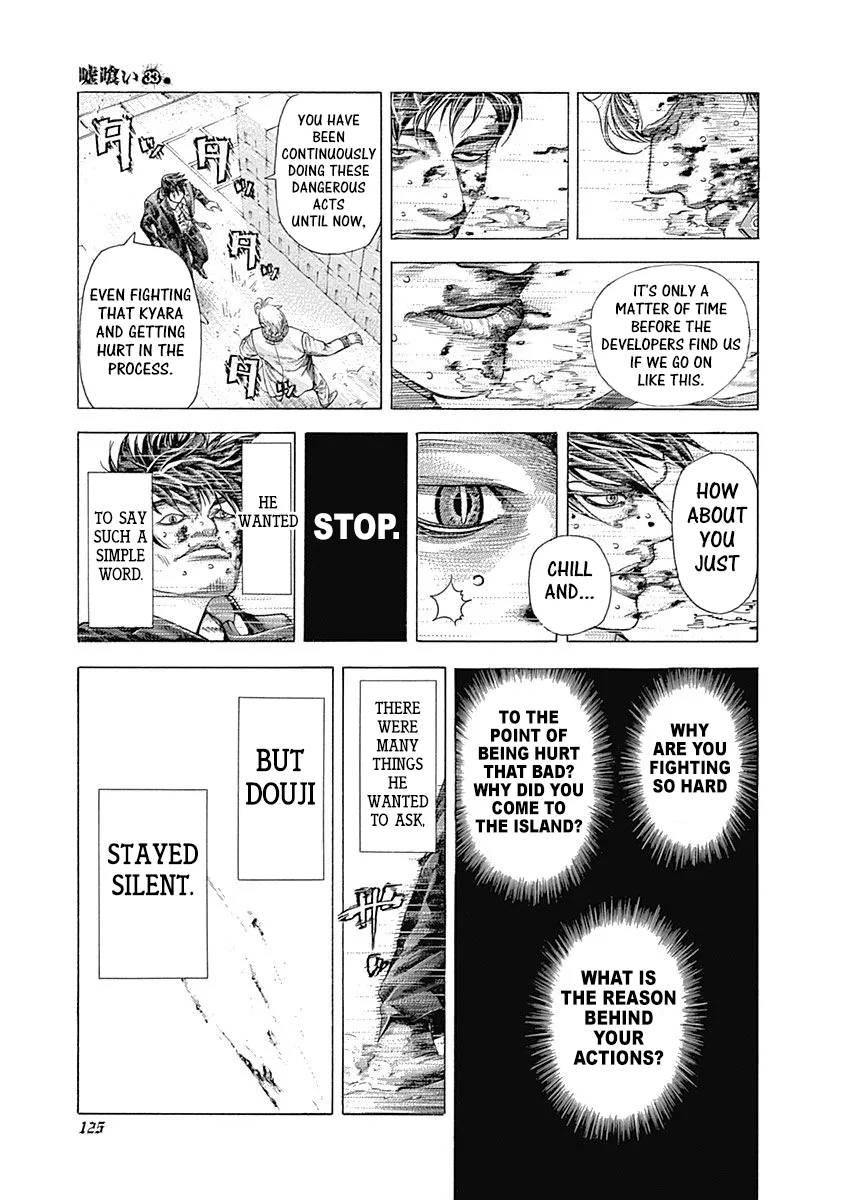 嘘喰い 33
IT'S ONLY A
MATTER OF TIME
BEFORE THE
DEVELOPERS FIND US
IF WE GO ON
LIKE THIS.
YOU HAVE
BEEN
CONTINUOUSLY
DOING THESE
DANGEROUS
ACTS
UNTIL NOW,
EVEN FIGHTING
THAT KYARA
AND GETTING
HURT IN THE
PROCESS.
HOW
ABOUT
YOU
JUST
CHILL
AND...
STOP.
HE
WANTED
TO SAY
SUCH A
SIMPLE
WORD.
WHY
ARE YOU
FIGHTING
SO HARD
TO THE
POINT OF
BEING HURT
THAT BAD?
WHY DID YOU
COME TO
THE ISLAND?
WHAT IS
THE REASON
BEHIND
YOUR
ACTIONS?
THERE
WERE
MANY
THINGS
HE
WANTED
TO ASK,
BUT
DOUJI
STAYED
SILENT.
125